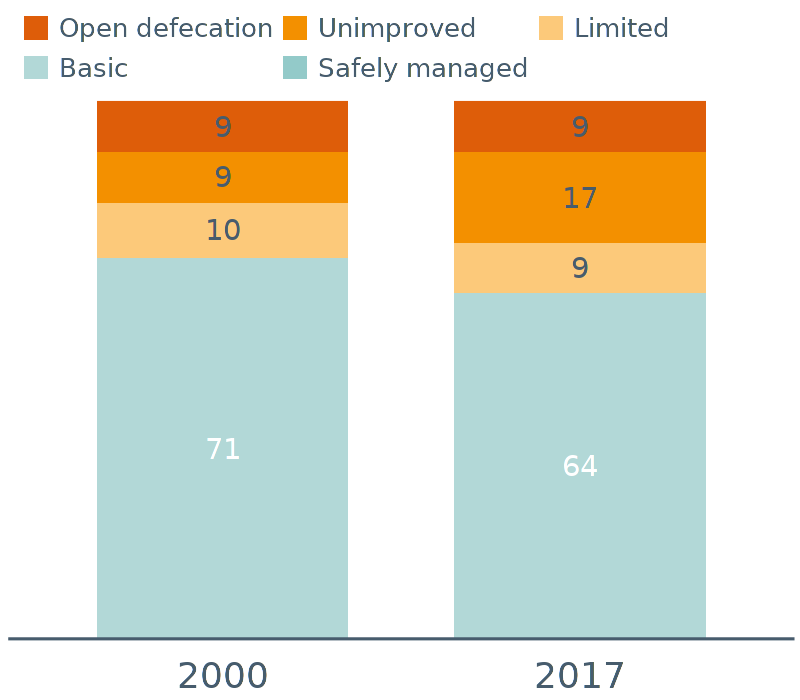 Open defecation Unimproved Limited
Basic Safely managed
9 9
9 17
10 9
71 64
2000 2017